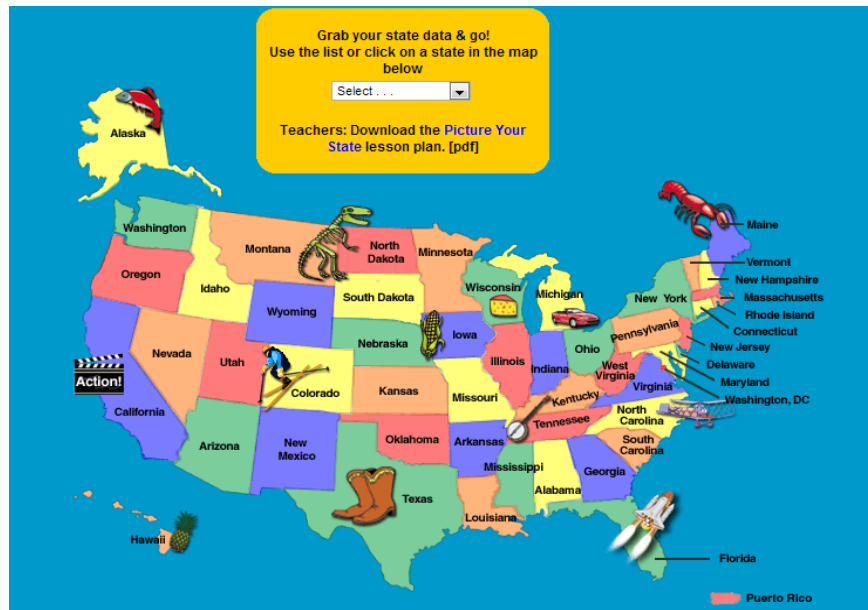 Grab your state data & go!
Use the list or click on a state in the map
below
Select . . .
Teachers: Download the Picture Your
State lesson plan. [pdf]
Alaska
Washington
Oregon
Idaho
Montana
North
Dakota
Minnesota
South Dakota
Wyoming
Nebraska
Iowa
Wisconsin
Michigan
Nevada
Utah
Colorado
Kansas
Missouri
Illinois
Indiana
Ohio
Action!
California
Arizona
New
Mexico
Oklahoma
Texas
Arkansas
Louisiana
Mississippi
Alabama
Georgia
Tennessee
Kentucky
West
Virginia
Virginia
North
Carolina
South
Carolina
Pennsylvania
New York
Maine
Vermont
New Hampshire
Massachusetts
Rhode Island
Connecticut
New Jersey
Delaware
Maryland
Washington, DC
Florida
Hawaii
Puerto Rico